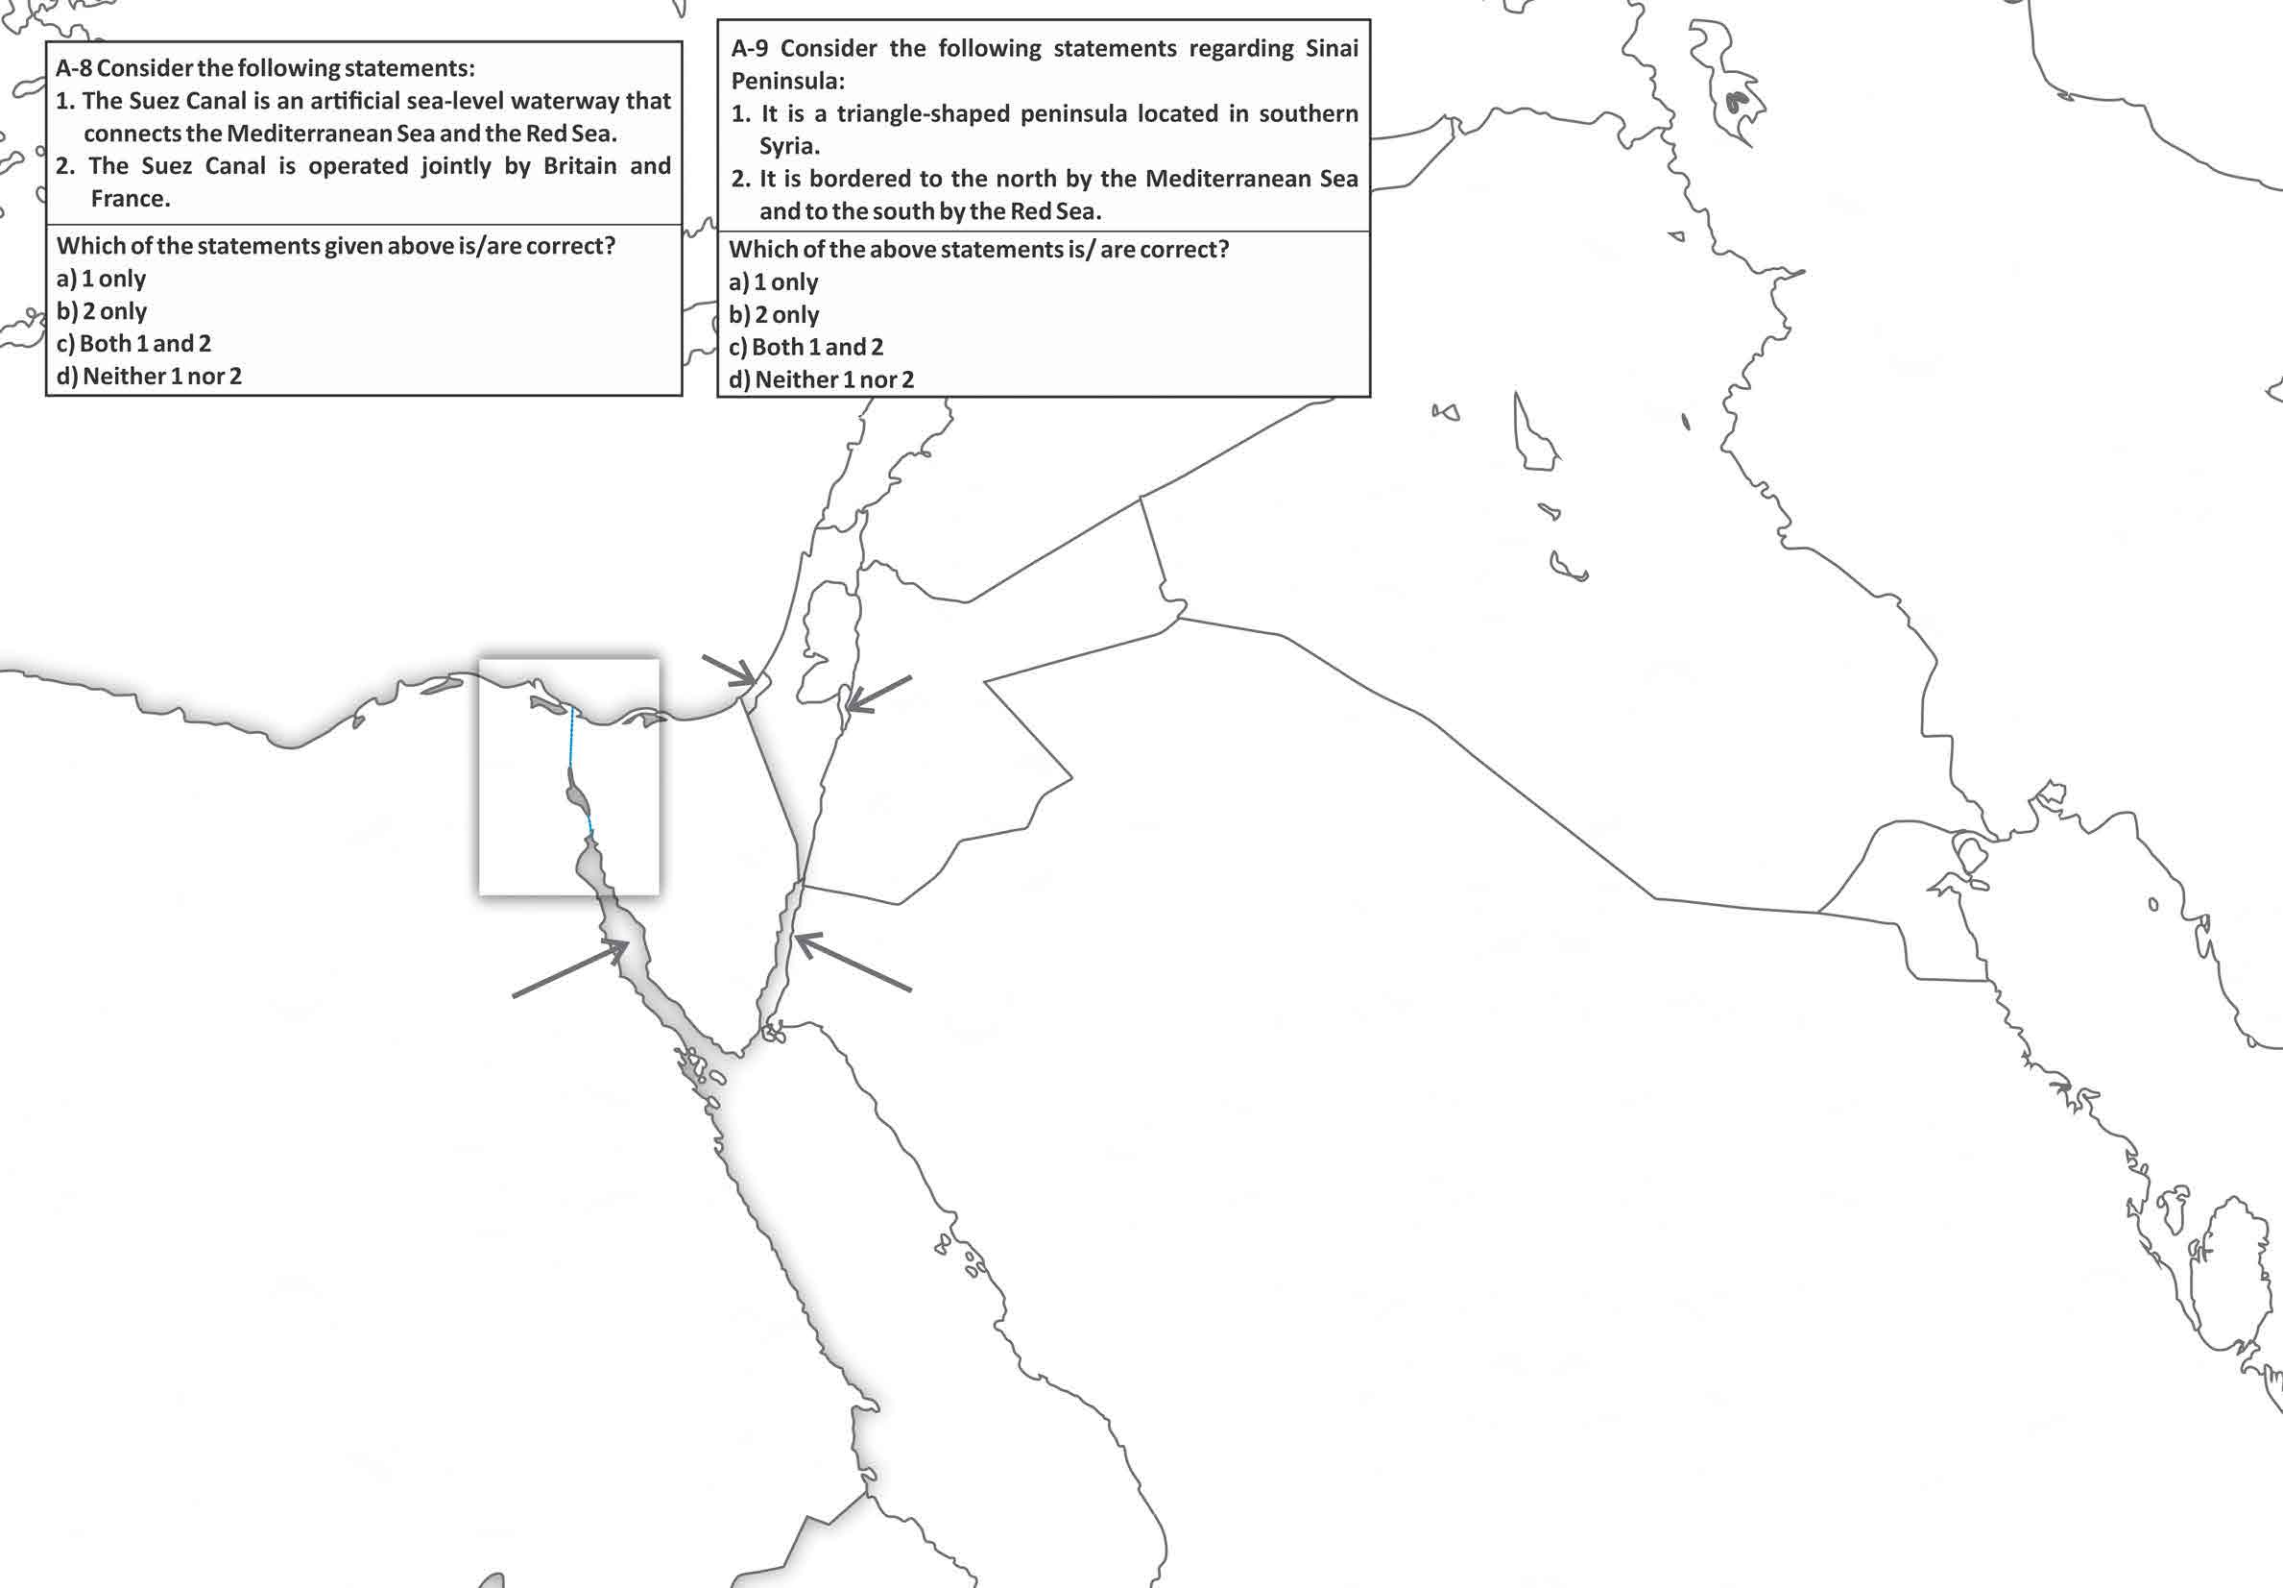 A-8 Consider the following statements:
1. The Suez Canal is an artificial sea-level waterway that
connects the Mediterranean Sea and the Red Sea.
2. The Suez Canal is operated jointly by Britain and
France.
Which of the statements given above is/are correct?
a) 1 only
b) 2 only
c) Both 1 and 2
d) Neither 1 nor 2
A-9 Consider the following statements regarding Sinai
Peninsula:
1. It is a triangle-shaped peninsula located in southern
Syria.
2. It is bordered to the north by the Mediterranean Sea
and to the south by the Red Sea.
Which of the above statements is/ are correct?
a) 1 only
b) 2 only
c) Both 1 and 2
d) Neither 1 nor 2